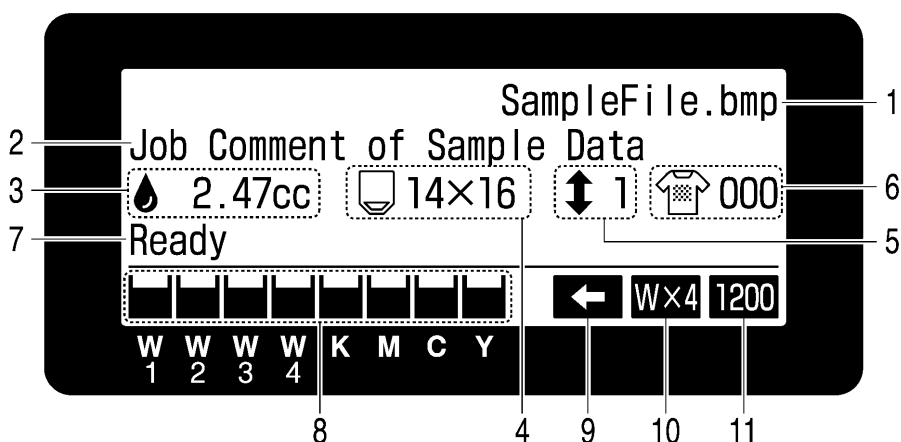 SampleFile.bmp 1
2 Job Comment of Sample Data
3 2.47cc 14×16 1 000 6
7 Ready 5
W×4 1200
W W W W K M C Y
1 2 3 4
8 4 9 10 11